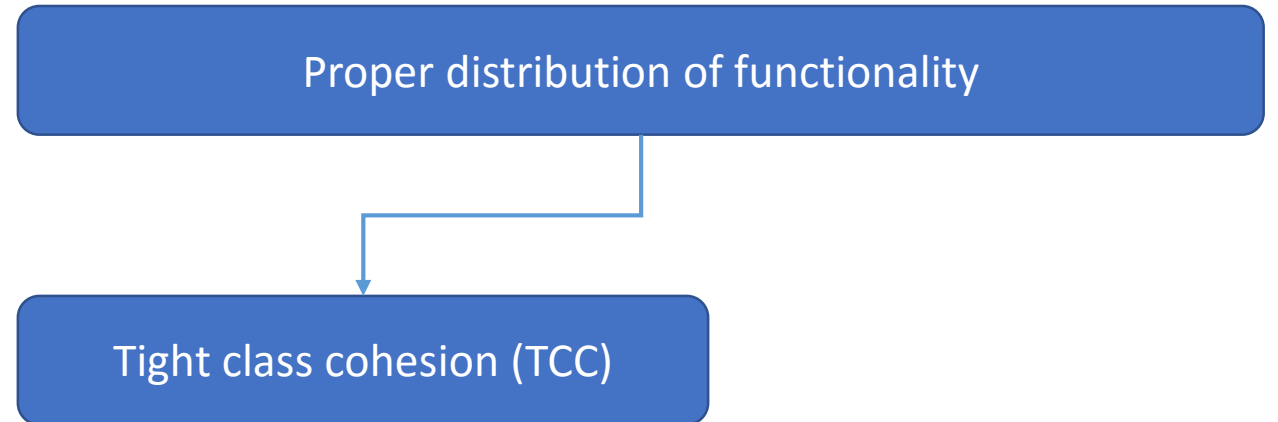 Proper distribution of functionality
Tight class cohesion (TCC)